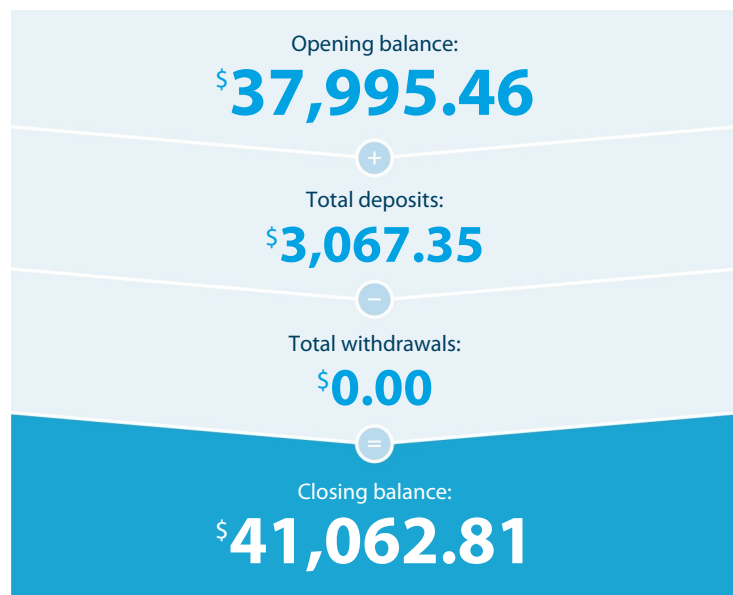 Opening balance:
$37,995.46
+
Total deposits:
$3,067.35
−
Total withdrawals:
$0.00
=
Closing balance:
$41,062.81